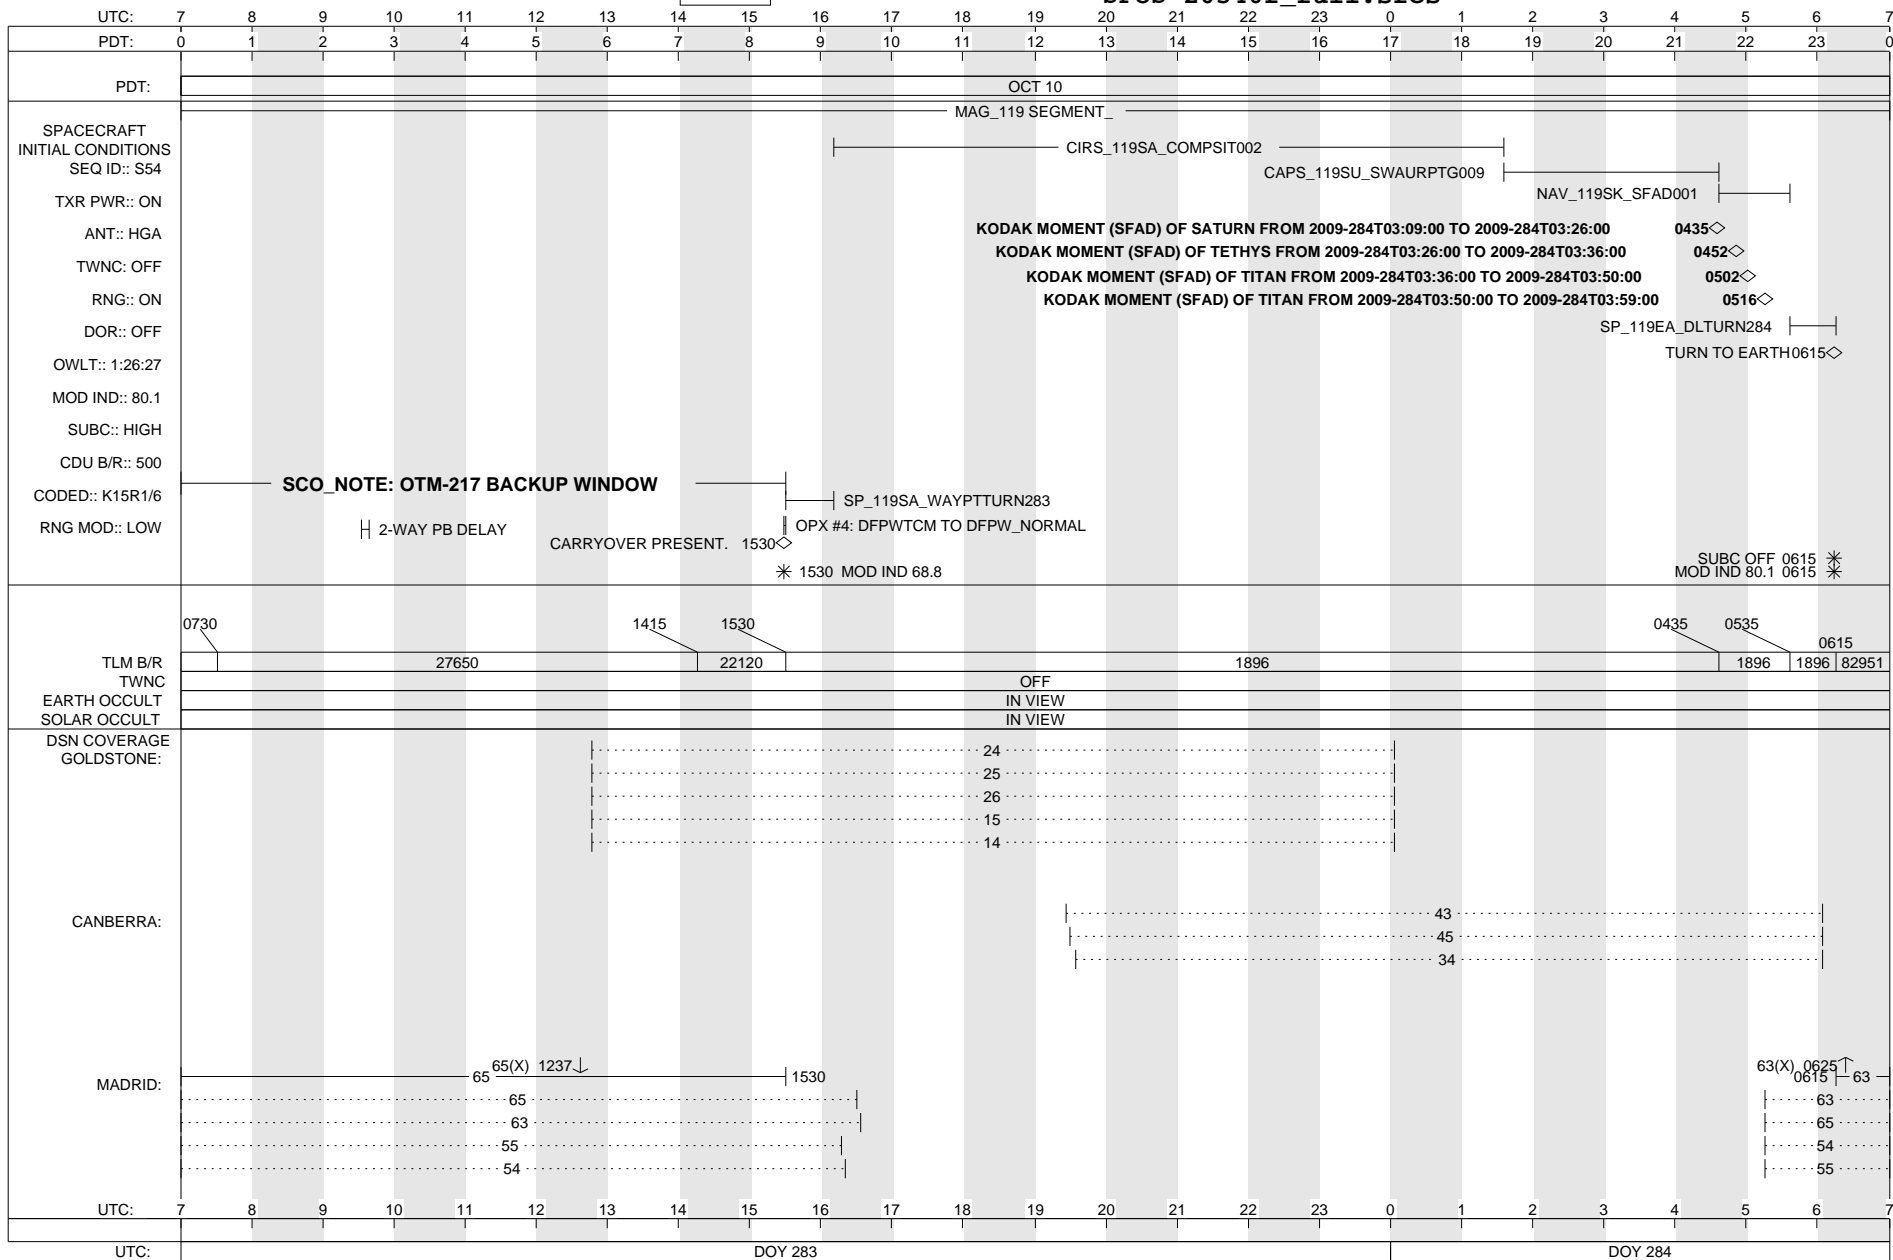 UTC: 7 8 9 10 11 12 13 14 15 16 17 18 19 20 21 22 23 0 1 2 3 4 5 6 7
PDT: 0 1 2 3 4 5 6 7 8 9 10 11 12 13 14 15 16 17 18 19 20 21 22 23 0
PDT: OCT 10
MAG_119 SEGMENT_
SPACECRAFT
INITIAL CONDITIONS
SEQ ID:: S54
TXR PWR:: ON
ANT:: HGA
TWNC: OFF
RNG:: ON
DOR:: OFF
OWLT:: 1:26:27
MOD IND:: 80.1
SUBC:: HIGH
CDU B/R:: 500
CODED:: K15R1/6
RNG MOD:: LOW
CIRS_119SA_COMPSIT002
CAPS_119SU_SWAURPTG009
NAV_119SK_SFAD001
KODAK MOMENT (SFAD) OF SATURN FROM 2009-284T03:09:00 TO 2009-284T03:26:00 0435
KODAK MOMENT (SFAD) OF TETHYS FROM 2009-284T03:26:00 TO 2009-284T03:36:00 0452
KODAK MOMENT (SFAD) OF TITAN FROM 2009-284T03:36:00 TO 2009-284T03:50:00 0502
KODAK MOMENT (SFAD) OF TITAN FROM 2009-284T03:50:00 TO 2009-284T03:59:00 0516
SP_119EA_DLTURN284
TURN TO EARTH 0615
SCO_NOTE: OTM-217 BACKUP WINDOW
SP_119SA_WAYPTTURN283
2-WAY PB DELAY
OPX #4: DFPWTCM TO DFPW_NORMAL
CARRYOVER PRESENT. 1530
1530 MOD IND 68.8
SUBC OFF 0615
MOD IND 80.1 0615
0730 1415 1530 0435 0535 0615
TLM B/R 27650 22120 1896 1896 1896 82951
TWNC OFF
EARTH OCCULT IN VIEW
SOLAR OCCULT IN VIEW
DSN COVERAGE
GOLDSTONE:
24
25
26
15
14
CANBERRA:
43
45
34
MADRID:
65(X) 1237
65 1530
65
63
55
54
63(X) 0625
0615 63
63
65
54
55
UTC: 7 8 9 10 11 12 13 14 15 16 17 18 19 20 21 22 23 0 1 2 3 4 5 6 7
UTC: DOY 283 DOY 284